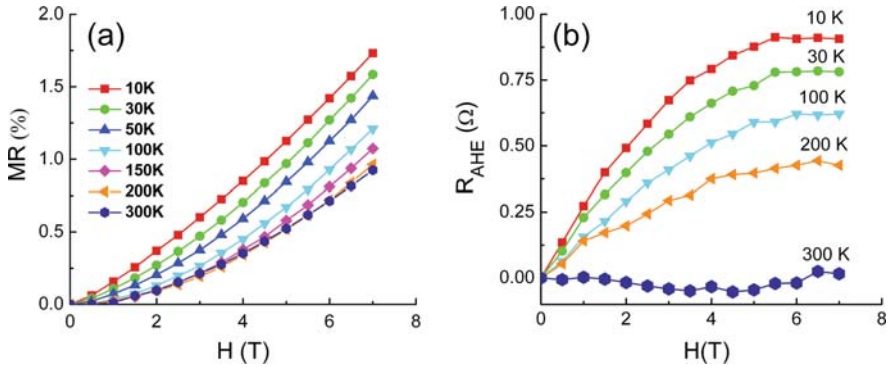 (a)
MR (%)
2.0
1.5
1.0
0.5
0.0
10K
30K
50K
100K
150K
200K
300K
0 2 4 6 8
H (T)
(b)
R_AHE (Ω)
1.00
0.75
0.50
0.25
0.00
10 K
30 K
100 K
200 K
300 K
0 2 4 6 8
H(T)